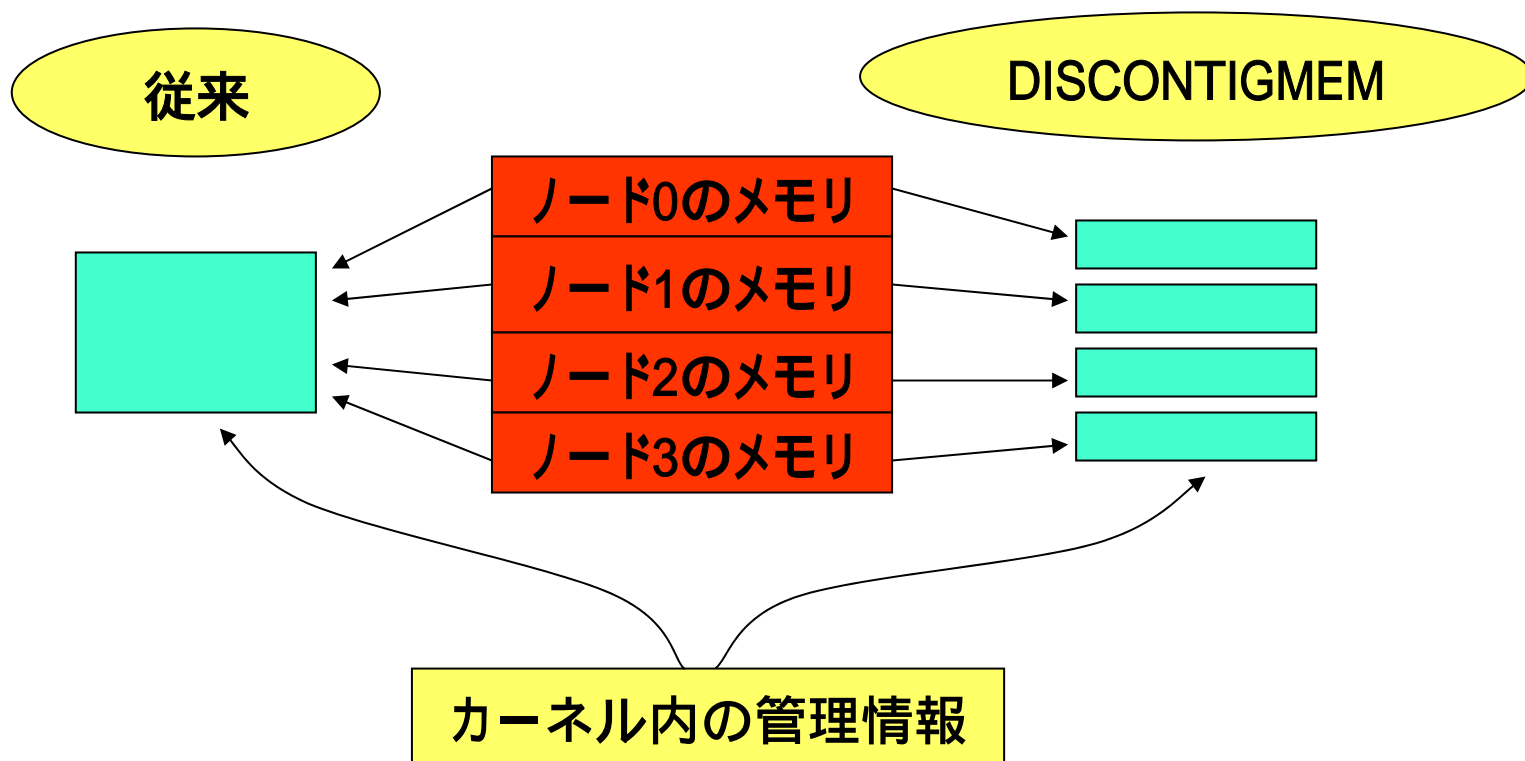 従来
DISCONTIGMEM
ノード0のメモリ
ノード1のメモリ
ノード2のメモリ
ノード3のメモリ
カーネル内の管理情報